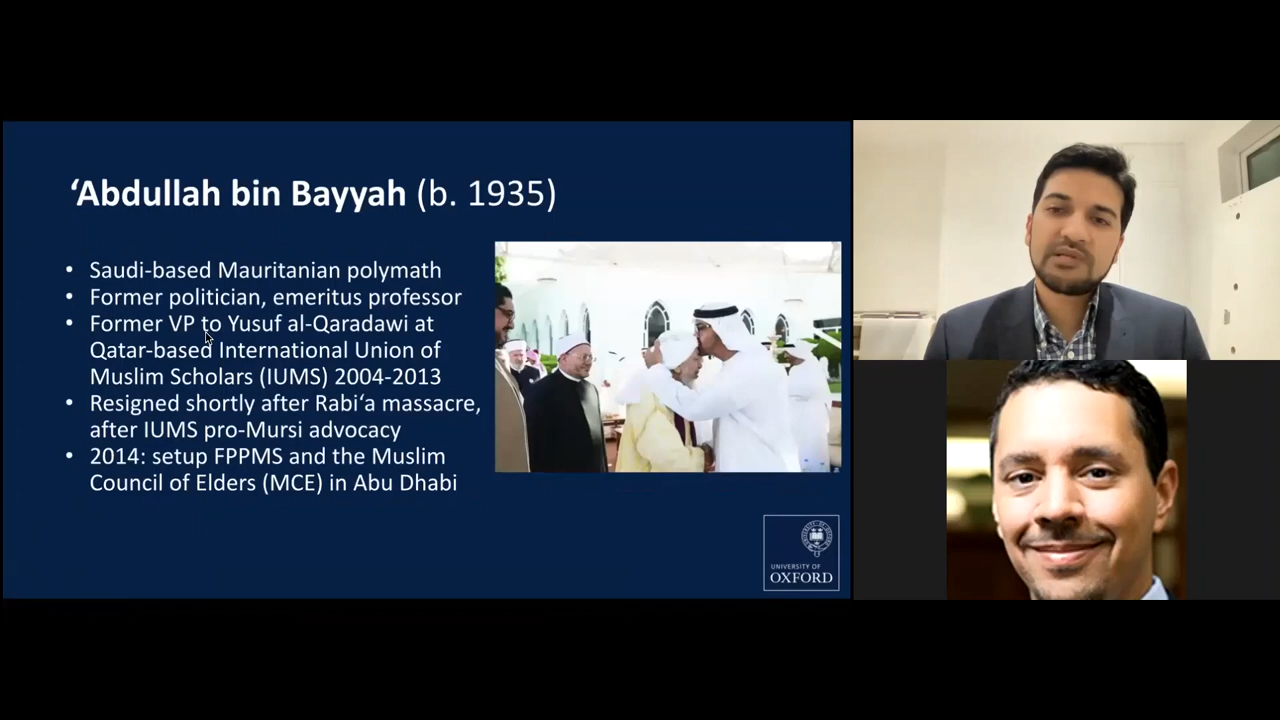 ‘Abdullah bin Bayyah (b. 1935)
• Saudi-based Mauritanian polymath
• Former politician, emeritus professor
• Former VP to Yusuf al-Qaradawi at
Qatar-based International Union of
Muslim Scholars (IUMS) 2004-2013
• Resigned shortly after Rabi‘a massacre,
after IUMS pro-Mursi advocacy
• 2014: setup FPPMS and the Muslim
Council of Elders (MCE) in Abu Dhabi
UNIVERSITY OF
OXFORD